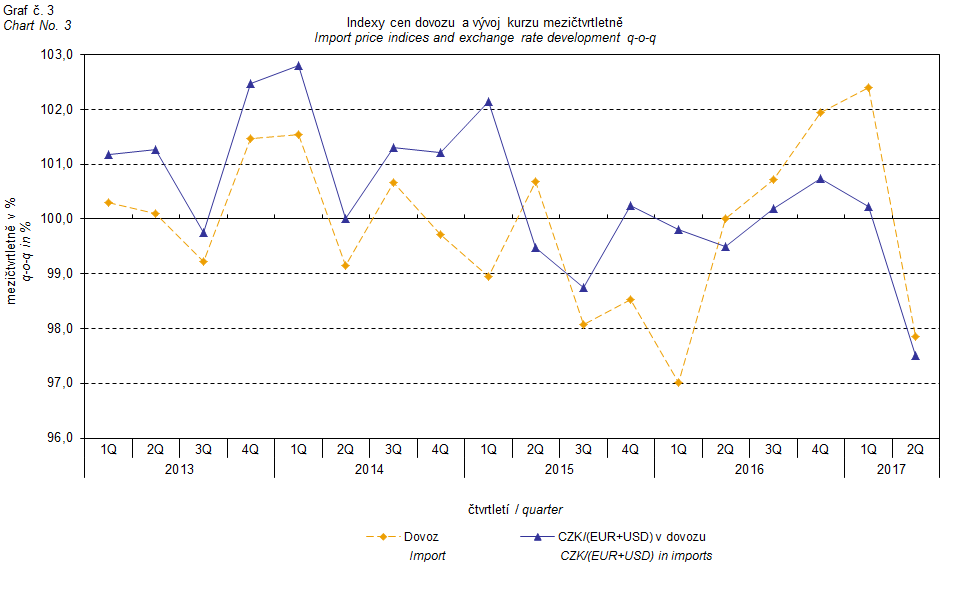 Graf č. 3
Chart No. 3
Indexy cen dovozu a vývoj kurzu mezičtvrtletně
Import price indices and exchange rate development q-o-q
mezičtvrtletně v %
q-o-q in %
103,0
102,0
101,0
100,0
99,0
98,0
97,0
96,0
1Q 2Q 3Q 4Q 1Q 2Q 3Q 4Q 1Q 2Q 3Q 4Q 1Q 2Q 3Q 4Q 1Q 2Q
2013 2014 2015 2016 2017
čtvrtletí / quarter
Dovoz CZK/(EUR+USD) v dovozu
Import CZK/(EUR+USD) in imports